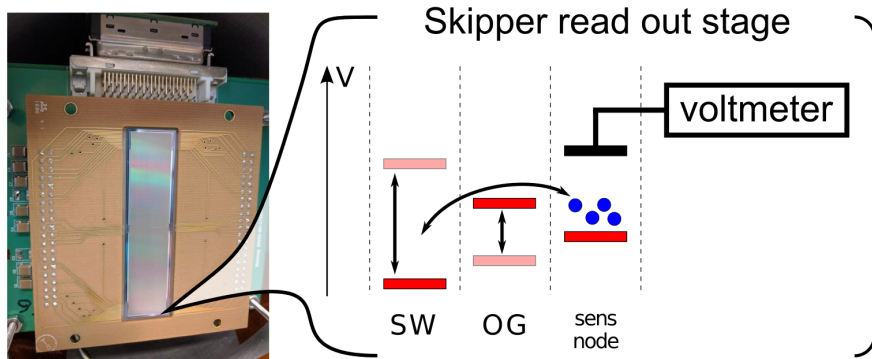 Skipper read out stage
V
voltmeter
SW
OG
sens
node